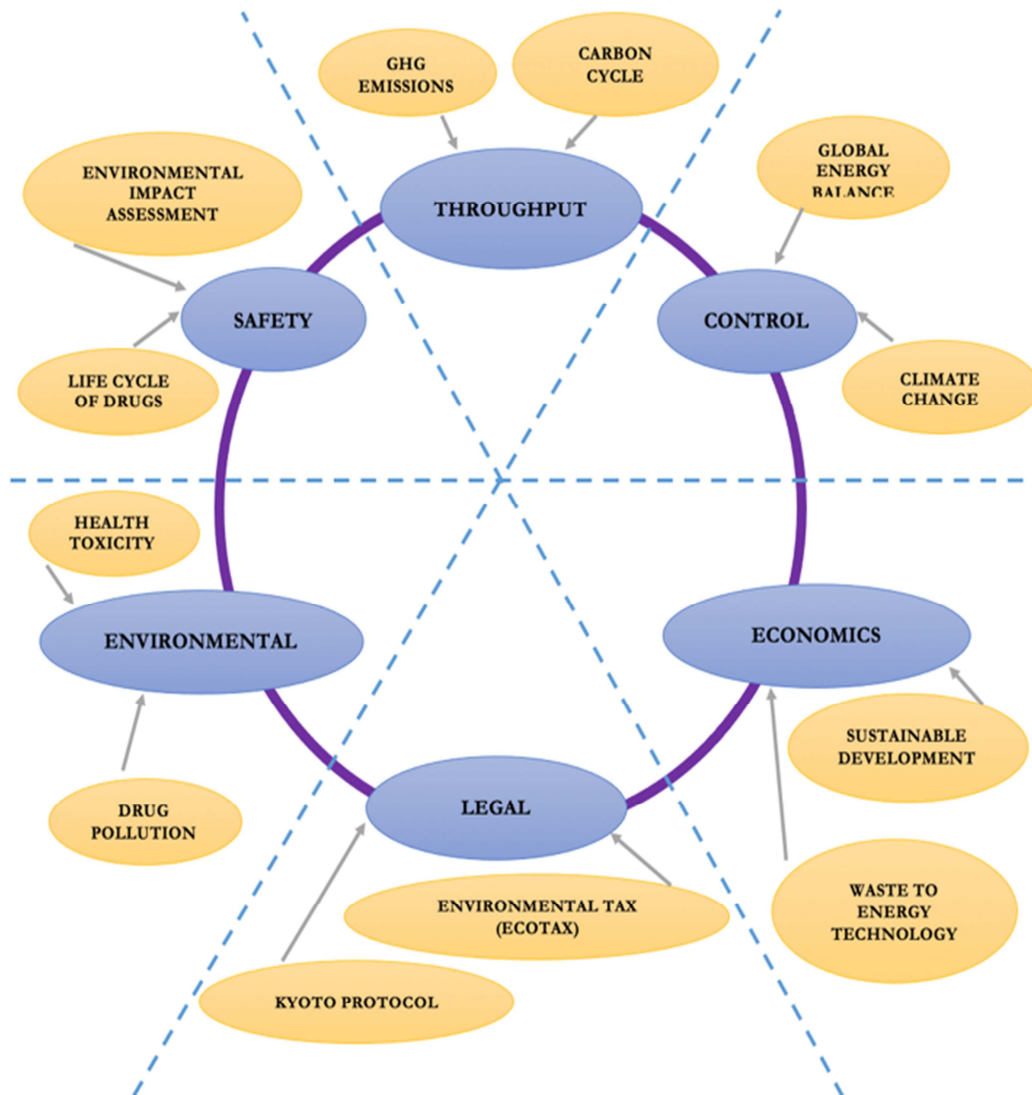 GHG
EMISSIONS
CARBON
CYCLE
THROUGHPUT
ENVIRONMENTAL
IMPACT
ASSESSMENT
GLOBAL
ENERGY
BALANCE
SAFETY
CONTROL
LIFE CYCLE
OF DRUGS
CLIMATE
CHANGE
HEALTH
TOXICITY
ENVIRONMENTAL
ECONOMICS
DRUG
POLLUTION
LEGAL
SUSTAINABLE
DEVELOPMENT
ENVIRONMENTAL TAX
(ECOTAX)
WASTE TO
ENERGY
TECHNOLOGY
KYOTO PROTOCOL